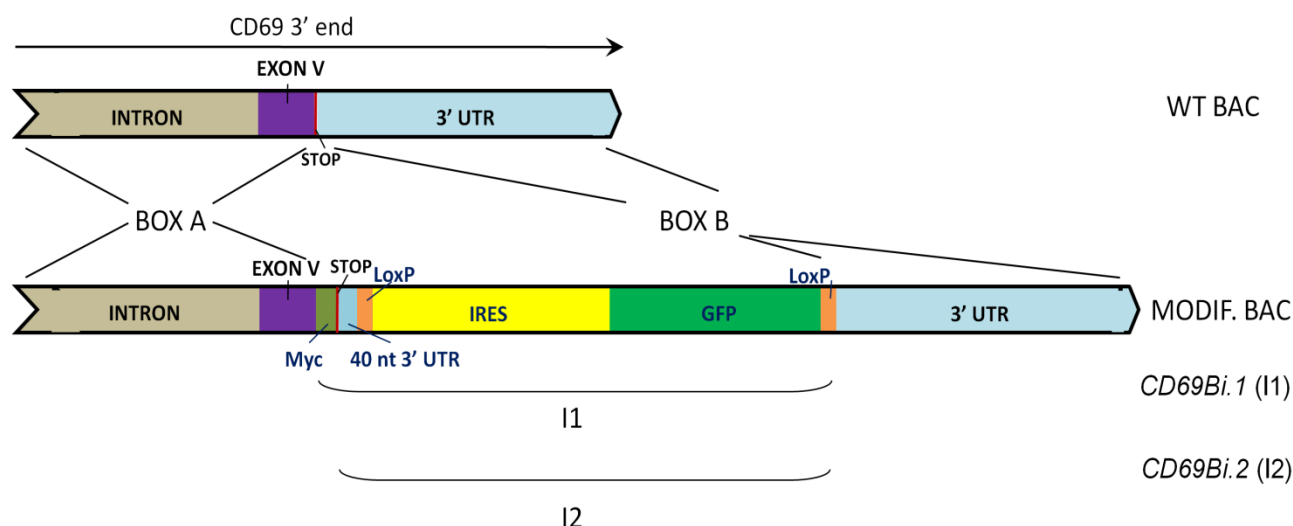 CD69 3’ end
EXON V
INTRON
3’ UTR
WT BAC
STOP
BOX A
BOX B
EXON V
STOP
LoxP
LoxP
INTRON
IRES
GFP
3’ UTR
MODIF. BAC
Myc
40 nt 3’ UTR
CD69Bi.1 (I1)
I1
CD69Bi.2 (I2)
I2